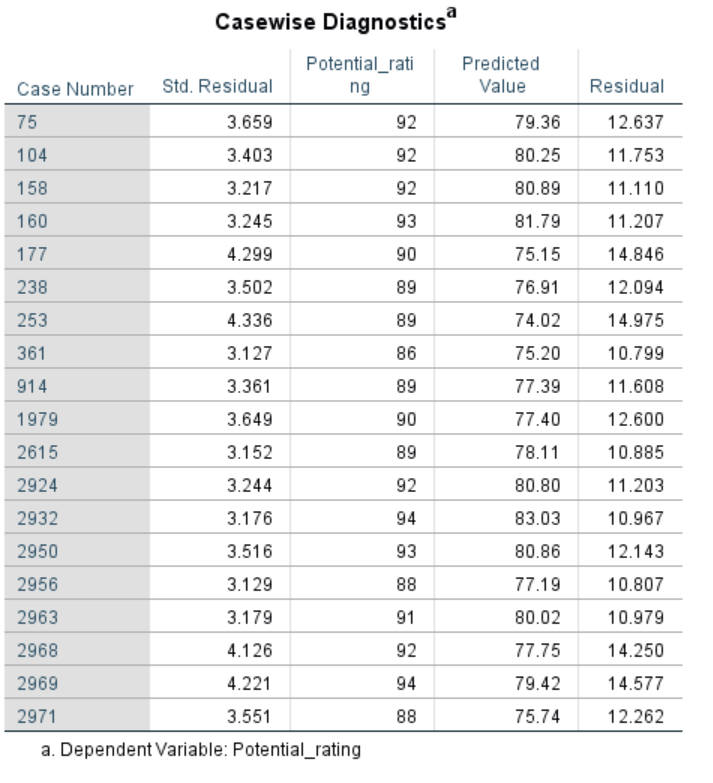 Casewise Diagnosticsa
Case Number Std. Residual Potential_rati ng Predicted Value Residual
75 3.659 92 79.36 12.637
104 3.403 92 80.25 11.753
158 3.217 92 80.89 11.110
160 3.245 93 81.79 11.207
177 4.299 90 75.15 14.846
238 3.502 89 76.91 12.094
253 4.336 89 74.02 14.975
361 3.127 86 75.20 10.799
914 3.361 89 77.39 11.608
1979 3.649 90 77.40 12.600
2615 3.152 89 78.11 10.885
2924 3.244 92 80.80 11.203
2932 3.176 94 83.03 10.967
2950 3.516 93 80.86 12.143
2956 3.129 88 77.19 10.807
2963 3.179 91 80.02 10.979
2968 4.126 92 77.75 14.250
2969 4.221 94 79.42 14.577
2971 3.551 88 75.74 12.262
a. Dependent Variable: Potential_rating